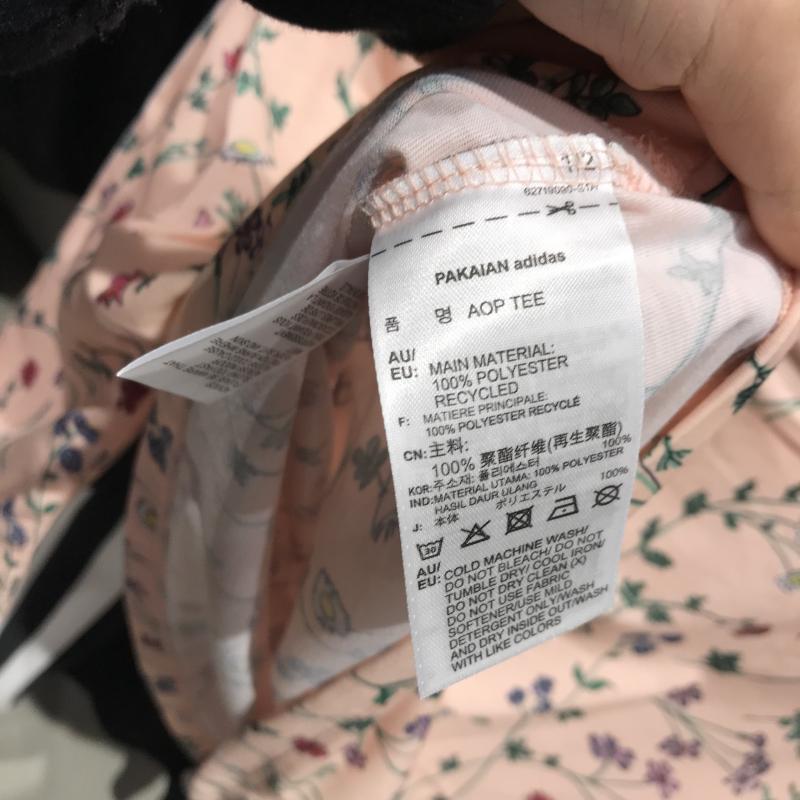 12
62719090-STA
PAKAIAN adidas
품 명 AOP TEE
AU/
EU: MAIN MATERIAL:
100% POLYESTER
RECYCLED
F: MATIERE PRINCIPALE:
100% POLYESTER RECYCLÉ
CN: 主料:
100% 聚酯纤维(再生聚酯)
KOR: 주소재: 폴리에스터 100%
IND: MATERIAL UTAMA: 100% POLYESTER
HASIL DAUR ULANG
J: 本体 ポリエステル 100%
30
AU/
EU: COLD MACHINE WASH/
DO NOT BLEACH/ DO NOT
TUMBLE DRY/ COOL IRON/
DO NOT DRY CLEAN (X)
DO NOT USE FABRIC
SOFTENER/USE MILD
DETERGENT ONLY/WASH
AND DRY INSIDE OUT/WASH
WITH LIKE COLORS